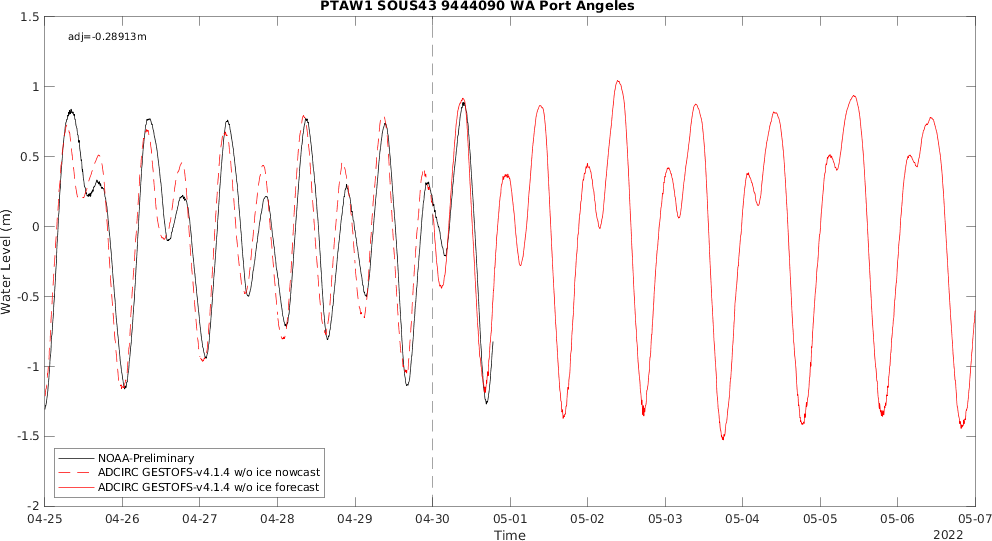 PTAW1 SOUS43 9444090 WA Port Angeles
adj=-0.28913m
1.5
1
0.5
0
-0.5
-1
-1.5
-2
Water Level (m)
NOAA-Preliminary
ADCIRC GESTOFS-v4.1.4 w/o ice nowcast
ADCIRC GESTOFS-v4.1.4 w/o ice forecast
04-25 04-26 04-27 04-28 04-29 04-30 05-01 05-02 05-03 05-04 05-05 05-06 05-07
Time
2022